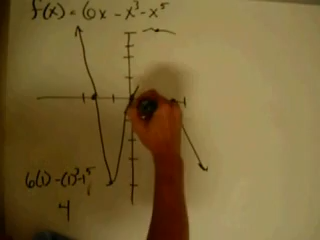 f(x) = 6x - x³ - x⁵
6(1) - (1)³ - 1⁵
4